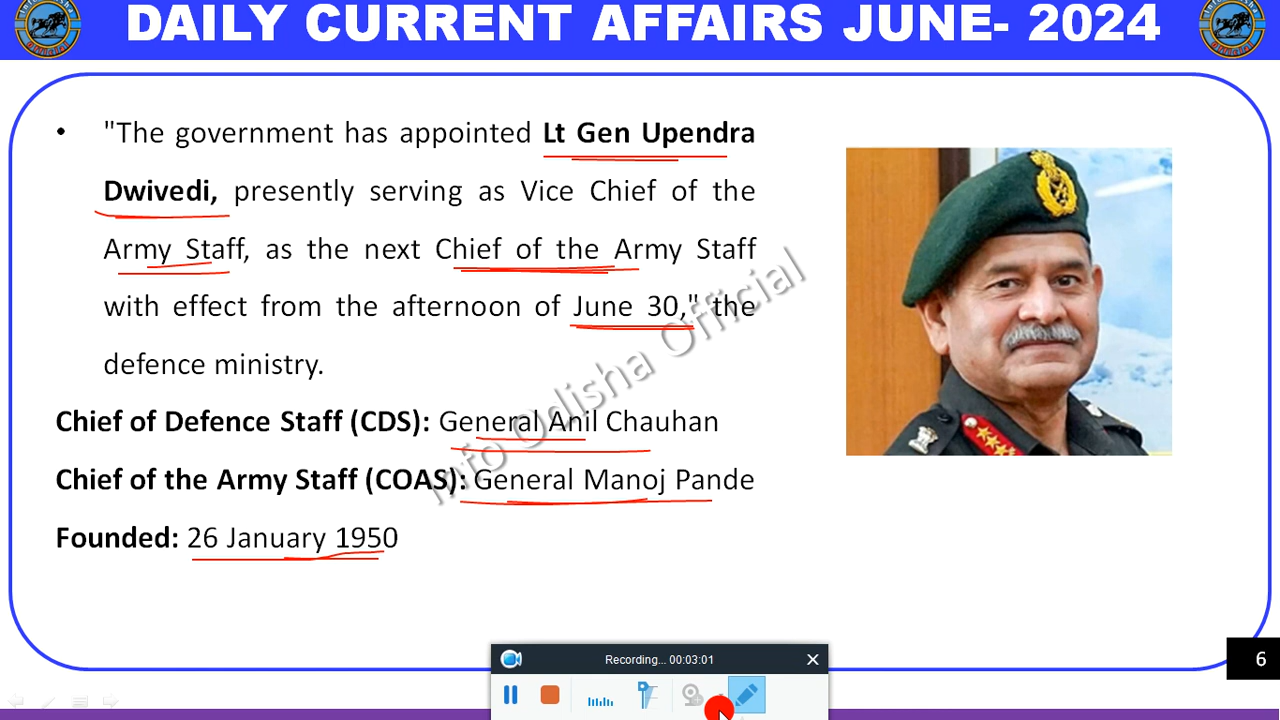 DAILY CURRENT AFFAIRS JUNE- 2024
• "The government has appointed Lt Gen Upendra
Dwivedi, presently serving as Vice Chief of the
Army Staff, as the next Chief of the Army Staff
with effect from the afternoon of June 30," the
defence ministry.
Chief of Defence Staff (CDS): General Anil Chauhan
Chief of the Army Staff (COAS): General Manoj Pande
Founded: 26 January 1950
Info Odisha Official
6
Recording... 00:03:01